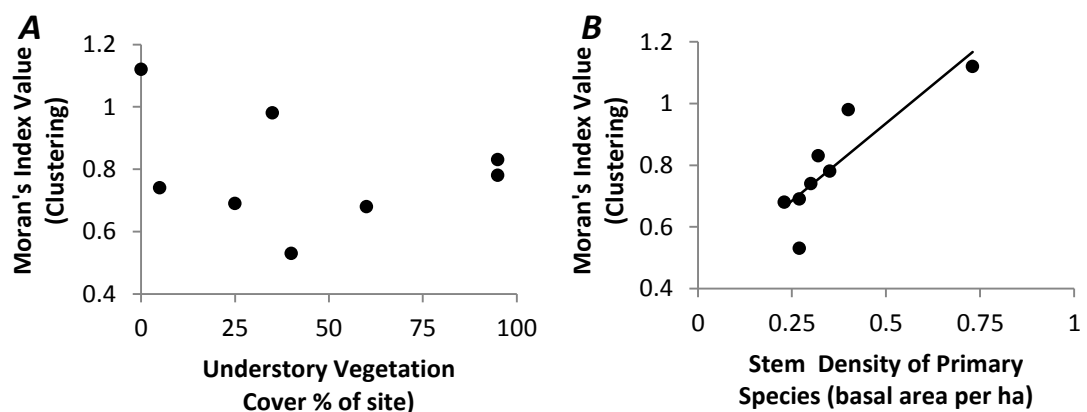 A
Moran's Index Value
(Clustering)
1.2
1
0.8
0.6
0.4
0
25
50
75
100
Understory Vegetation
Cover % of site)
B
Moran's Index Value
(Clustering)
1.2
1
0.8
0.6
0.4
0
0.25
0.5
0.75
1
Stem Density of Primary
Species (basal area per ha)